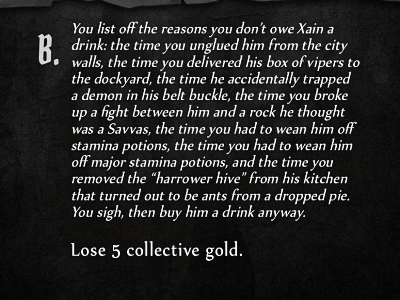 B.
You list off the reasons you don't owe Xain a
drink: the time you unglued him from the city
walls, the time you delivered his box of vipers to
the dockyard, the time he accidentally trapped
a demon in his belt buckle, the time you broke
up a fight between him and a rock he thought
was a Savvas, the time you had to wean him off
stamina potions, the time you had to wean him
off major stamina potions, and the time you
removed the “harrower hive” from his kitchen
that turned out to be ants from a dropped pie.
You sigh, then buy him a drink anyway.
Lose 5 collective gold.